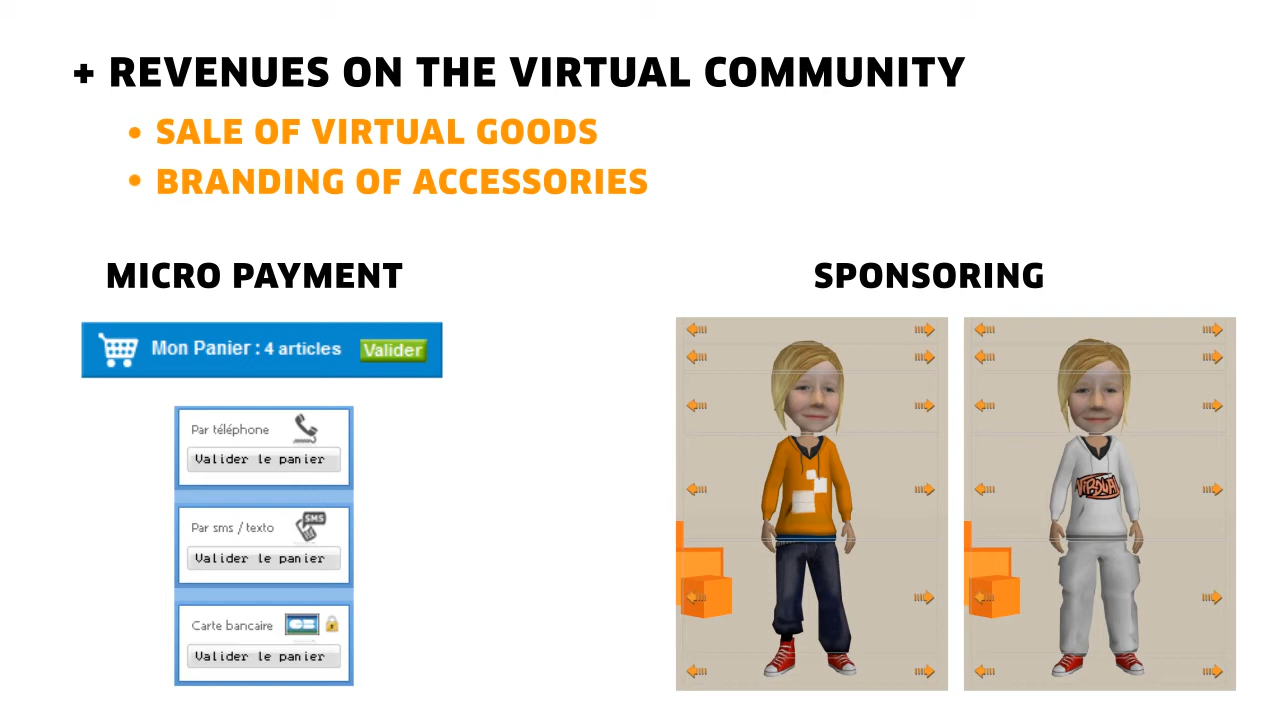 + REVENUES ON THE VIRTUAL COMMUNITY
• SALE OF VIRTUAL GOODS
• BRANDING OF ACCESSORIES
MICRO PAYMENT
Mon Panier : 4 articles Valider
Par téléphone
Valider le panier
Par sms / texto SMS
Valider le panier
Carte bancaire
Valider le panier
SPONSORING